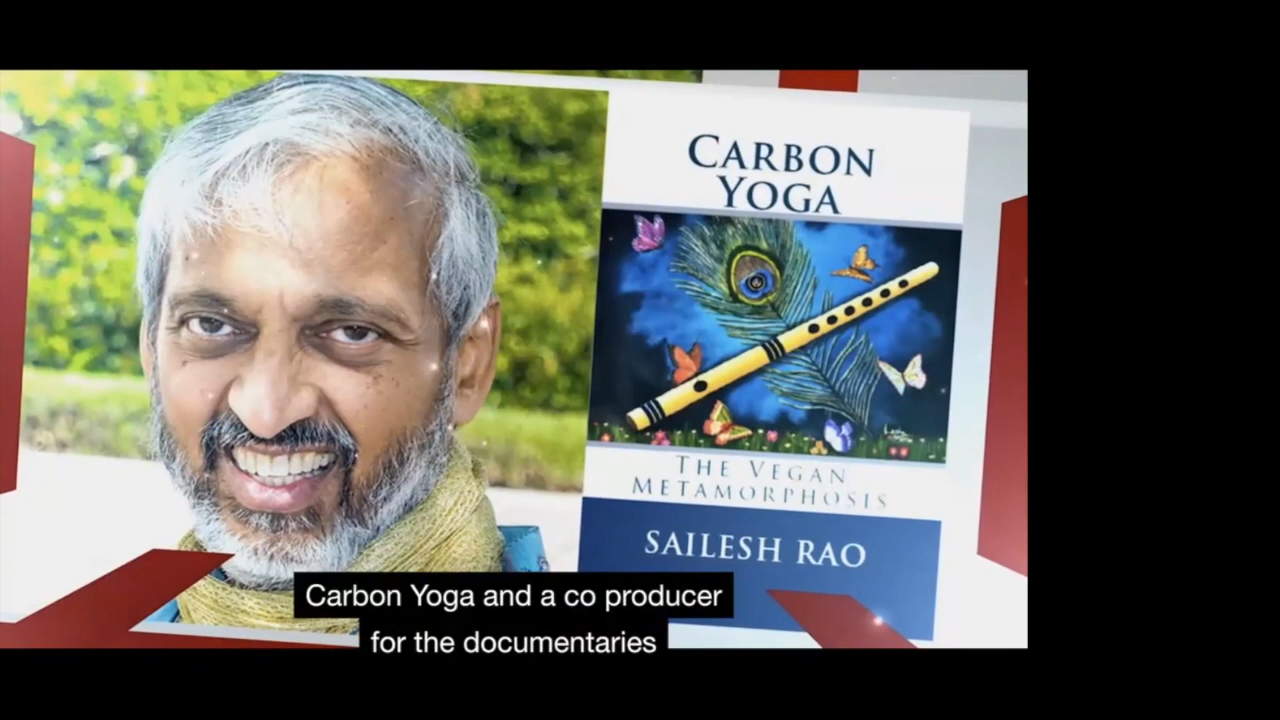 CARBON
YOGA
THE VEGAN
METAMORPHOSIS
SAILESH RAO
Carbon Yoga and a co producer
for the documentaries